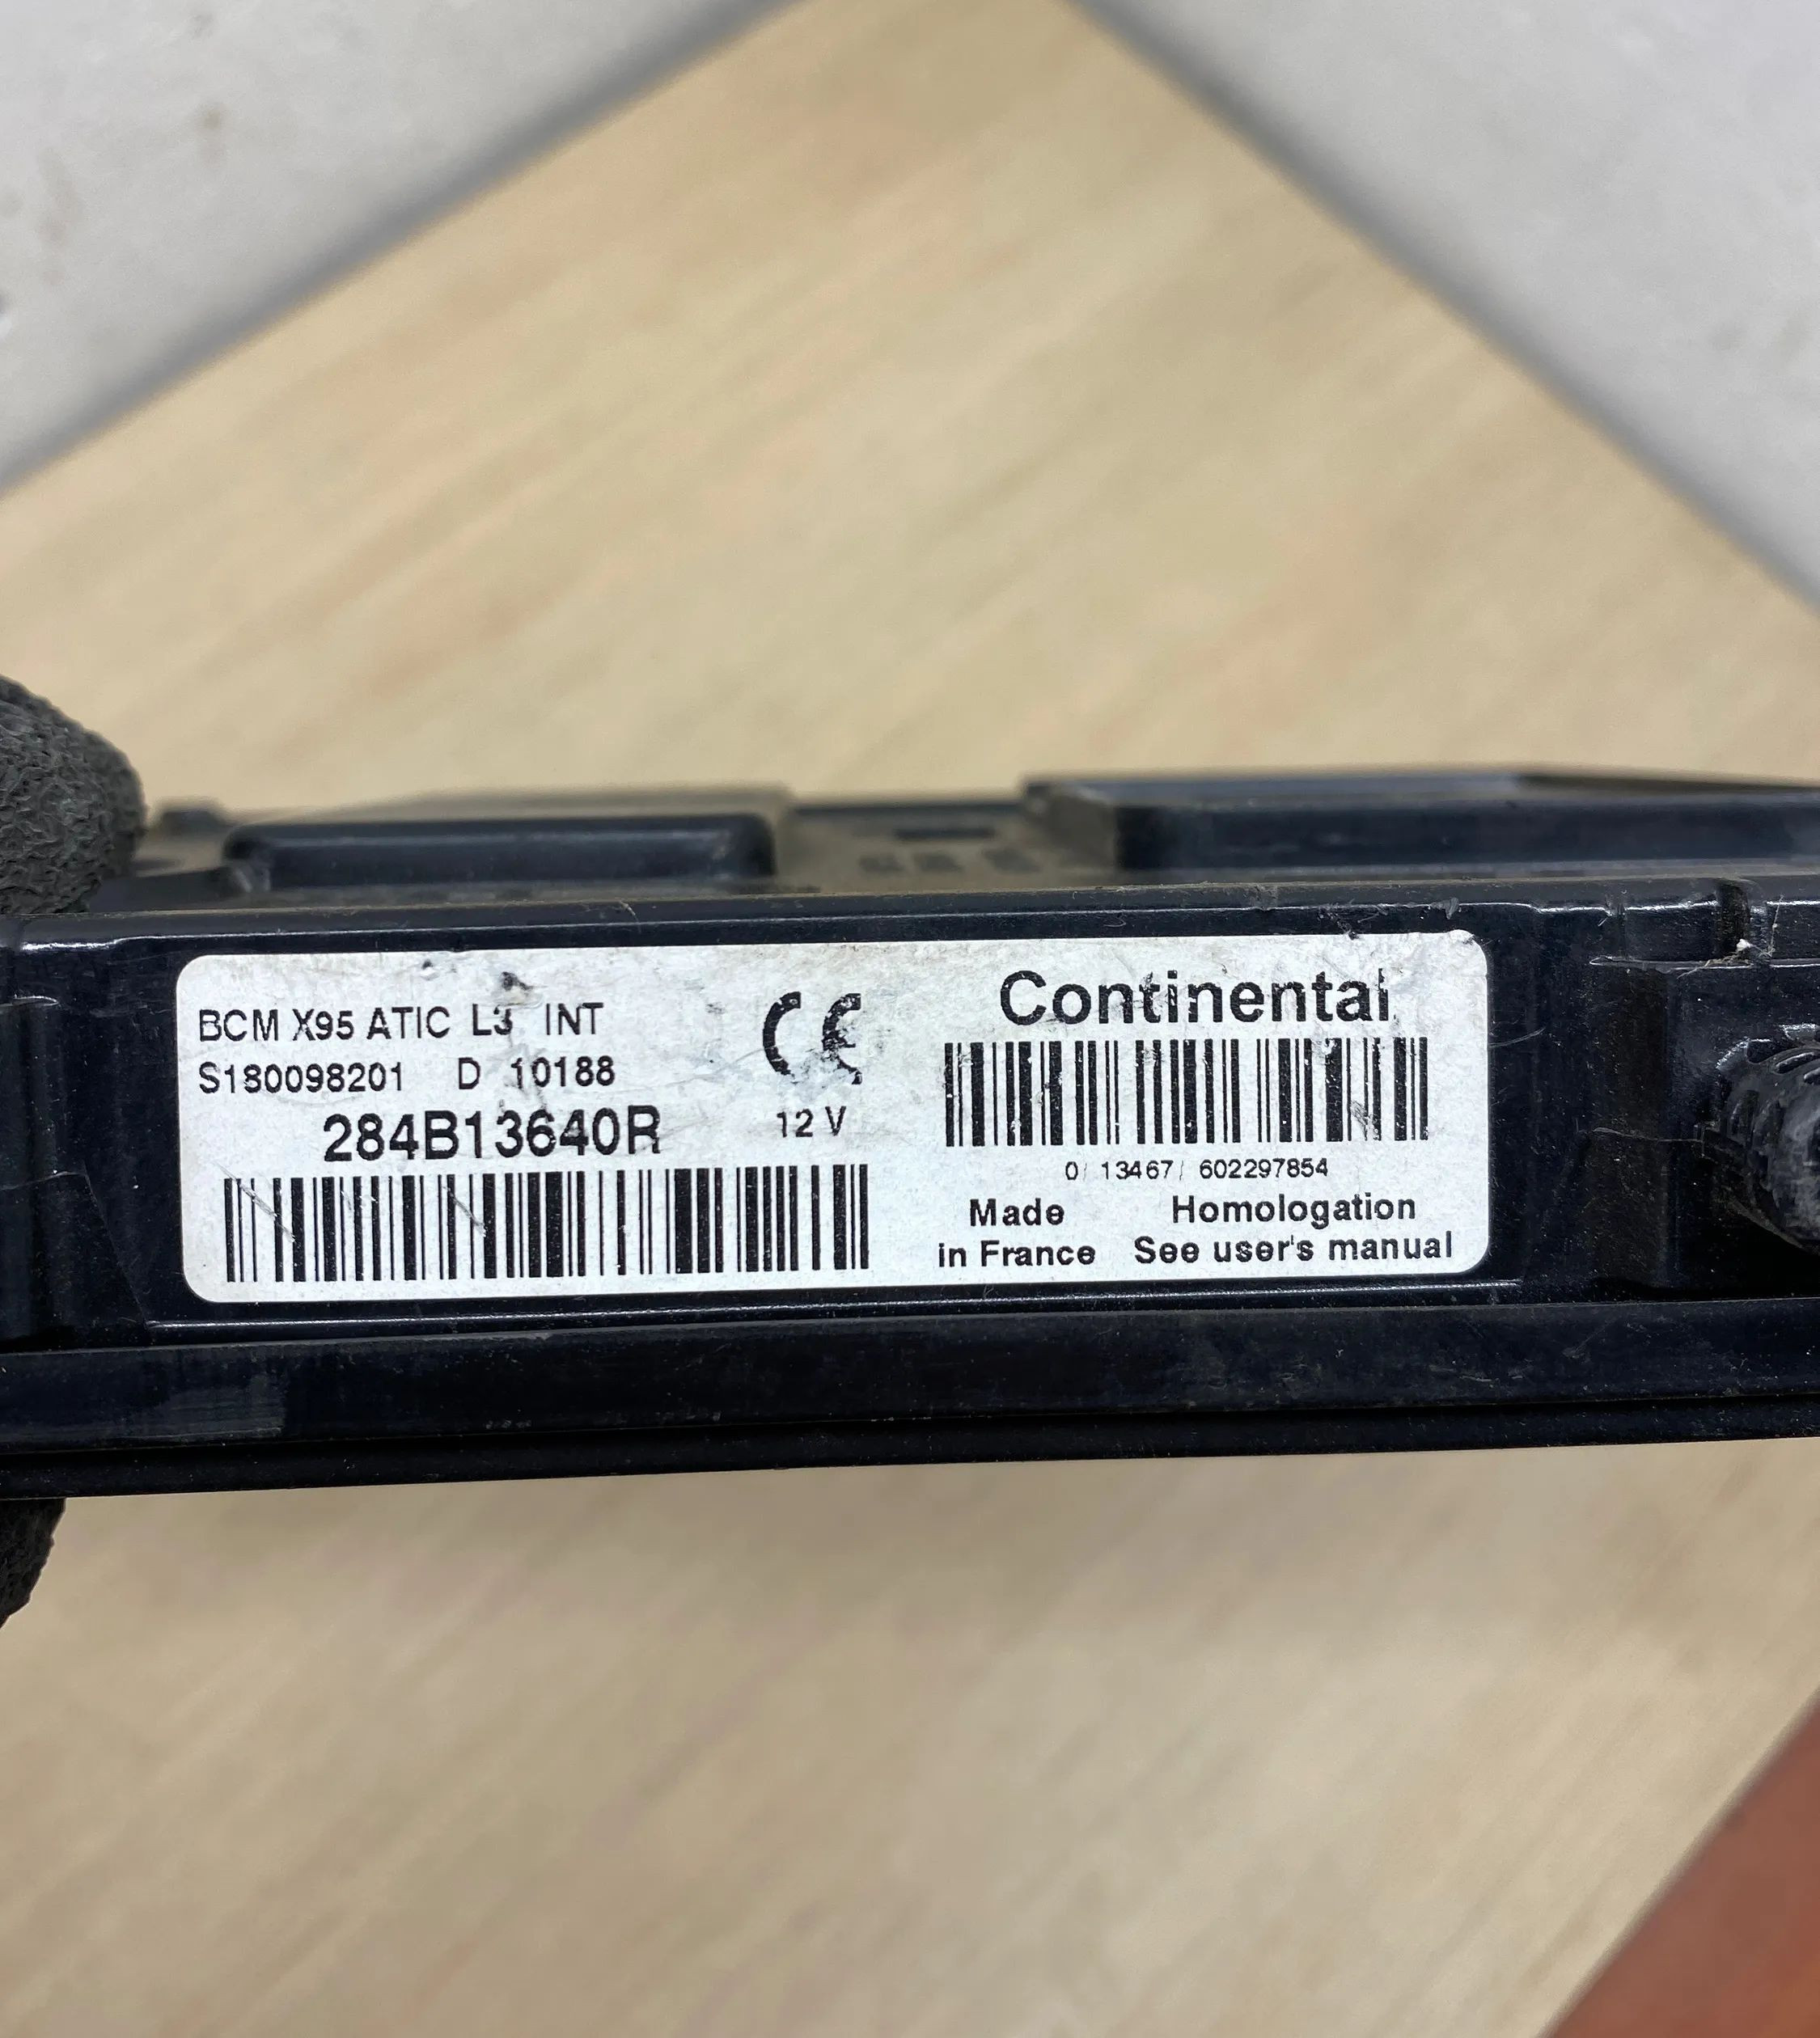 BCM X95 ATIC L3 INT
S180098201 D 10188
284B13640R
CE
12 V
Continental
0/ 13467/ 602297854
Made
in France
Homologation
See user's manual